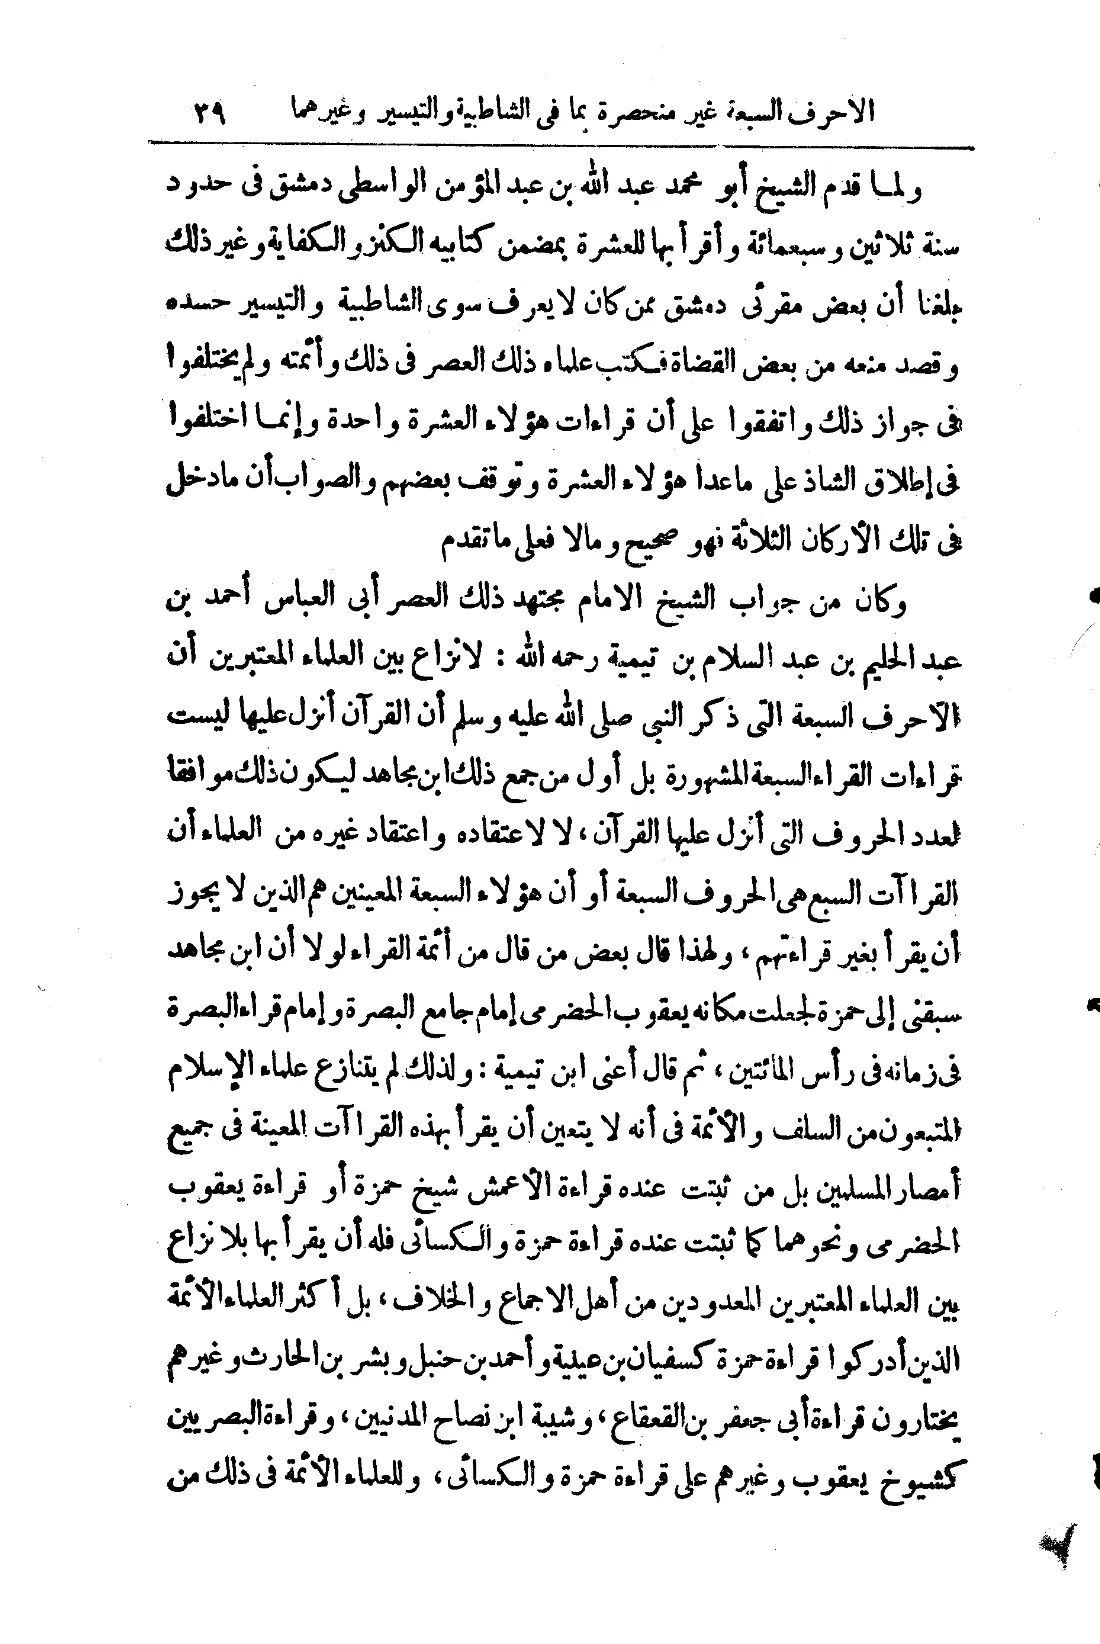 الاحرف السبعة غير منحصرة بما فى الشاطبية والتيسير وغيرهما ٣٩
ولما قدم الشيخ أبو محمد عبد الله بن عبد المؤمن الواسطى دمشق فى حدود
سنة ثلاثين وسبعمائة وأقرأ بها للعشرة بمضمن كتابيه الكنز والكفاية وغير ذلك
بلغنا أن بعض مقرئى دمشق ممن كان لا يعرف سوى الشاطبية والتيسير حسده
وقصد منعه من بعض القضاة فكتب علماء ذلك العصر فى ذلك وأئمته ولم يختلفوا
فى جواز ذلك واتفقوا على أن قراءات هؤلاء العشرة واحدة وإنما اختلفوا
فى إطلاق الشاذ على ماعدا هؤلاء العشرة وتوقف بعضهم والصواب أن مادخل
فى تلك الأركان الثلاثة فهو صحيح ومالا فعلى ماتقدم
وكان من جواب الشيخ الامام مجتهد ذلك العصر أبى العباس أحمد بن
عبد الحليم بن عبد السلام بن تيمية رحمه الله : لانزاع بين العلماء المعتبرين أن
الاحرف السبعة التى ذكر النبى صلى الله عليه وسلم أن القرآن أنزل عليها ليست
قراءات القراء السبعة المشهورة بل أول من جمع ذلك ابن مجاهد ليكون ذلك موافقا
لعدد الحروف التى أنزل عليها القرآن ، لا لاعتقاده واعتقاد غيره من العلماء أن
القراآت السبع هى الحروف السبعة أو أن هؤلاء السبعة المعينين هم الذين لا يجوز
أن يقرأ بغير قراءتهم ، ولهذا قال بعض من قال من أئمة القراء لولا أن ابن مجاهد
سبقنى إلى حمزة لجعلت مكانه يعقوب الحضرمى إمام جامع البصرة وإمام قراء البصرة
فى زمانه فى رأس المائتين ، ثم قال أعنى ابن تيمية : ولذلك لم يتنازع علماء الإسلام
المتبعون من السلف والأئمة فى أنه لا يتعين أن يقرأ بهذه القراآت المعينة فى جميع
أمصار المسلمين بل من ثبتت عنده قراءة الأعمش شيخ حمزة أو قراءة يعقوب
الحضرمى ونحوهما كما ثبتت عنده قراءة حمزة والكسائى فله أن يقرأ بها بلا نزاع
بين العلماء المعتبرين المعدودين من أهل الاجماع والخلاف ، بل أكثر العلماء الأئمة
الذين أدركوا قراءة حمزة كسفيان بن عيينة وأحمد بن حنبل وبشر بن الحارث وغيرهم
يختارون قراءة أبى جعفر بن القعقاع ، وشيبة ابن نصاح المدنيين ، وقراءة البصريين
كشيوخ يعقوب وغيرهم على قراءة حمزة والكسائى ، وللعلماء الأئمة فى ذلك من